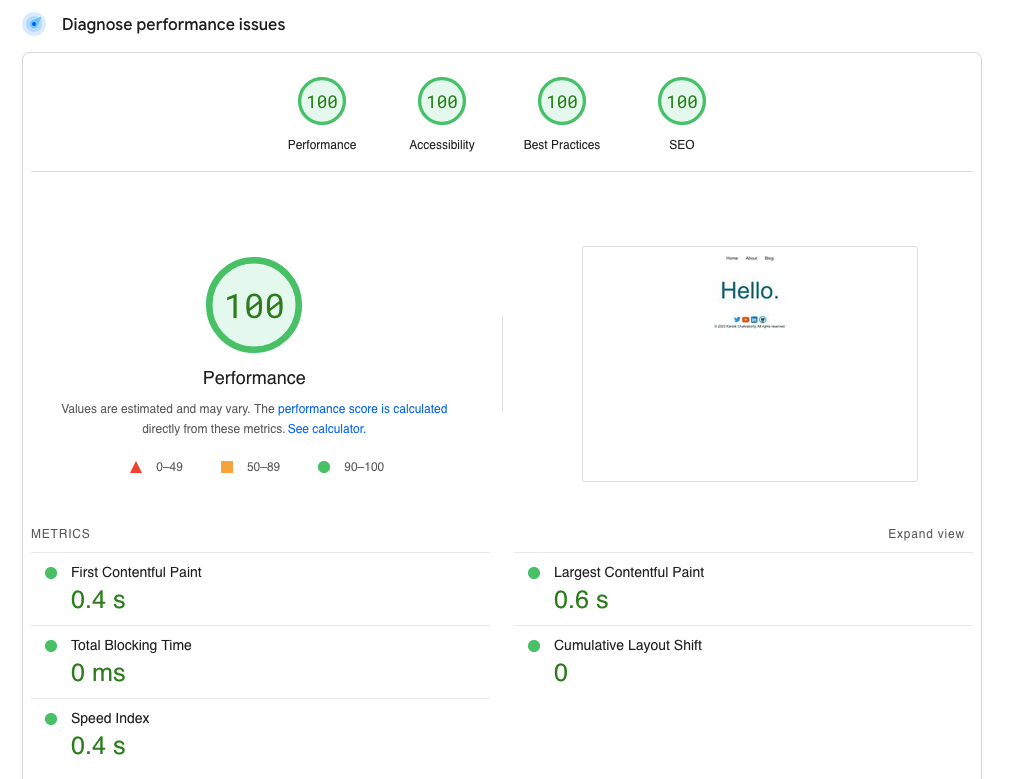 Diagnose performance issues
100 100 100 100
Performance Accessibility Best Practices SEO
Home About Blog
Hello.
© 2023 Kartick Chakraborty. All rights reserved.
100
Performance
Values are estimated and may vary. The performance score is calculated
directly from these metrics. See calculator.
0–49 50–89 90–100
METRICS
Expand view
First Contentful Paint
0.4 s
Largest Contentful Paint
0.6 s
Total Blocking Time
0 ms
Cumulative Layout Shift
0
Speed Index
0.4 s